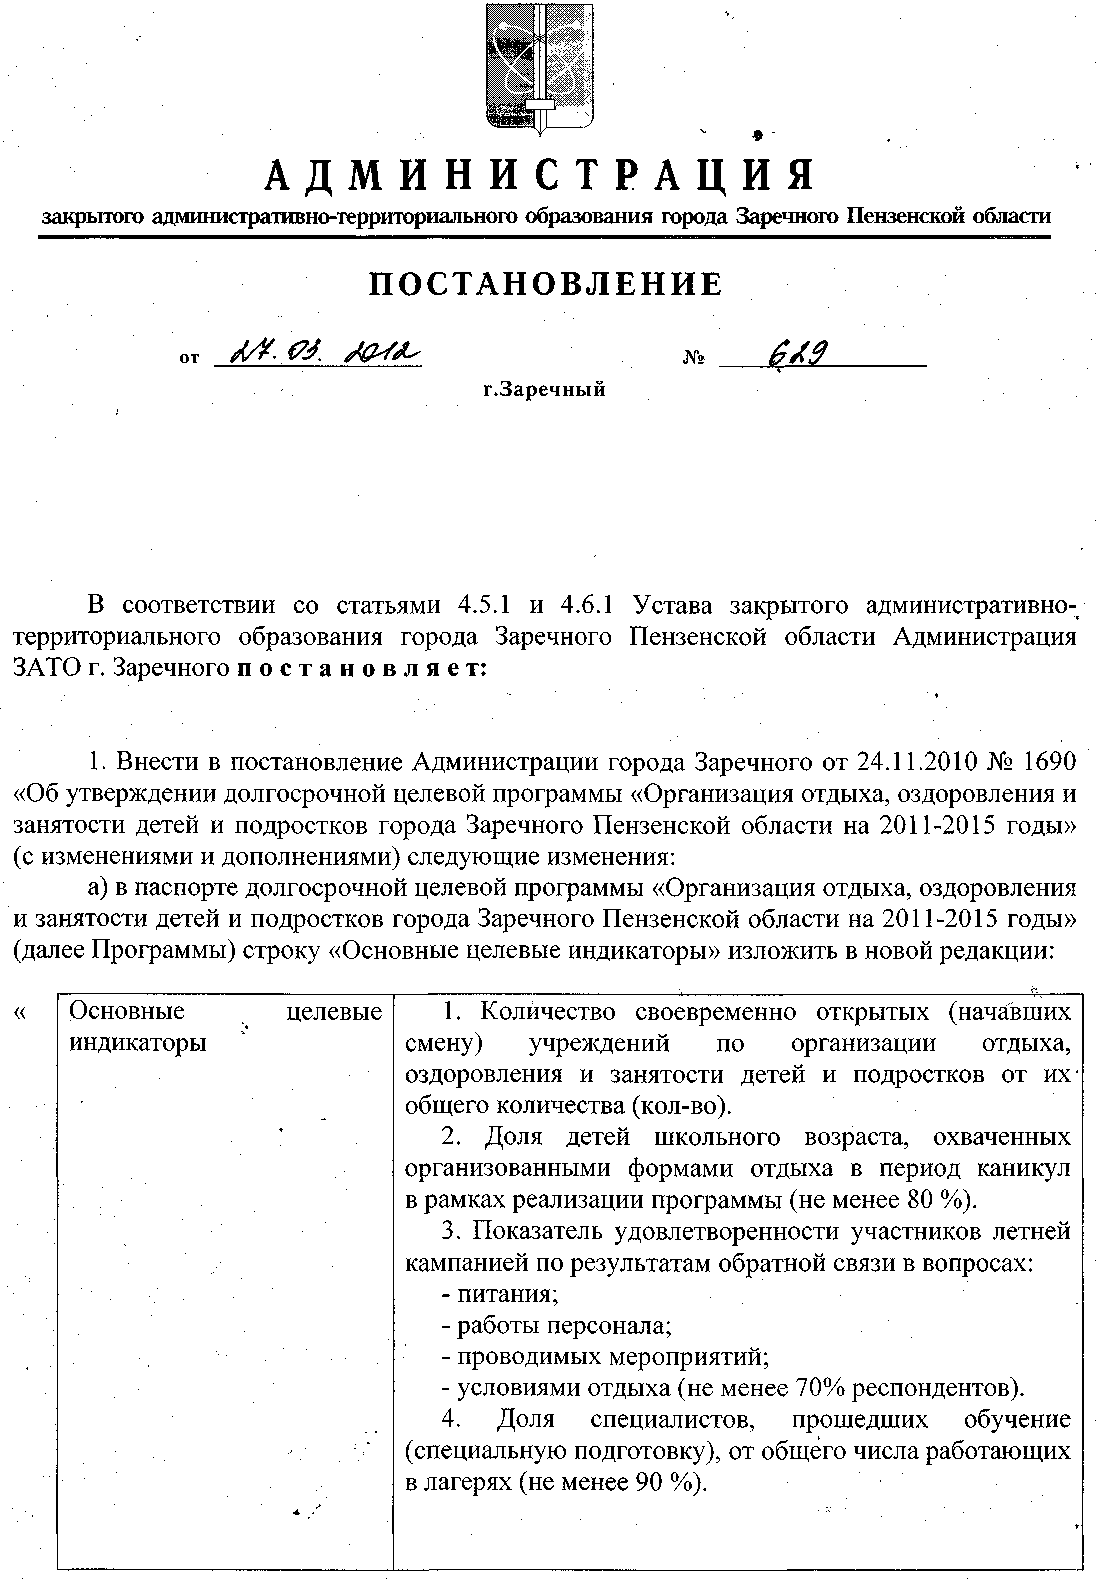 АДМИНИСТРАЦИЯ
закрытого административно-территориального образования города Заречного Пензенской области
ПОСТАНОВЛЕНИЕ
от 27.03.2012 № 629
г.Заречный
В соответствии со статьями 4.5.1 и 4.6.1 Устава закрытого административно-
территориального образования города Заречного Пензенской области Администрация
ЗАТО г. Заречного п о с т а н о в л я е т:
1. Внести в постановление Администрации города Заречного от 24.11.2010 № 1690
«Об утверждении долгосрочной целевой программы «Организация отдыха, оздоровления и
занятости детей и подростков города Заречного Пензенской области на 2011-2015 годы»
(с изменениями и дополнениями) следующие изменения:
а) в паспорте долгосрочной целевой программы «Организация отдыха, оздоровления
и занятости детей и подростков города Заречного Пензенской области на 2011-2015 годы»
(далее Программы) строку «Основные целевые индикаторы» изложить в новой редакции:
«
Основные целевые
индикаторы
1. Количество своевременно открытых (начавших
смену) учреждений по организации отдыха,
оздоровления и занятости детей и подростков от их
общего количества (кол-во).
2. Доля детей школьного возраста, охваченных
организованными формами отдыха в период каникул
в рамках реализации программы (не менее 80 %).
3. Показатель удовлетворенности участников летней
кампанией по результатам обратной связи в вопросах:
- питания;
- работы персонала;
- проводимых мероприятий;
- условиями отдыха (не менее 70% респондентов).
4. Доля специалистов, прошедших обучение
(специальную подготовку), от общего числа работающих
в лагерях (не менее 90 %).